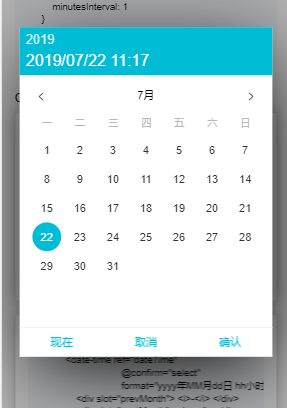 minutesInterval: 1
}
2019
2019/07/22 11:17
7月
一 二 三 四 五 六 日
1 2 3 4 5 6 7
8 9 10 11 12 13 14
15 16 17 18 19 20 21
22 23 24 25 26 27 28
29 30 31
现在 取消 确认
<date-time ref="dateTime"
@confirm="select"
format="yyyy年MM月dd日 hh小时
<div slot="prevMonth"> <i></i> </div>